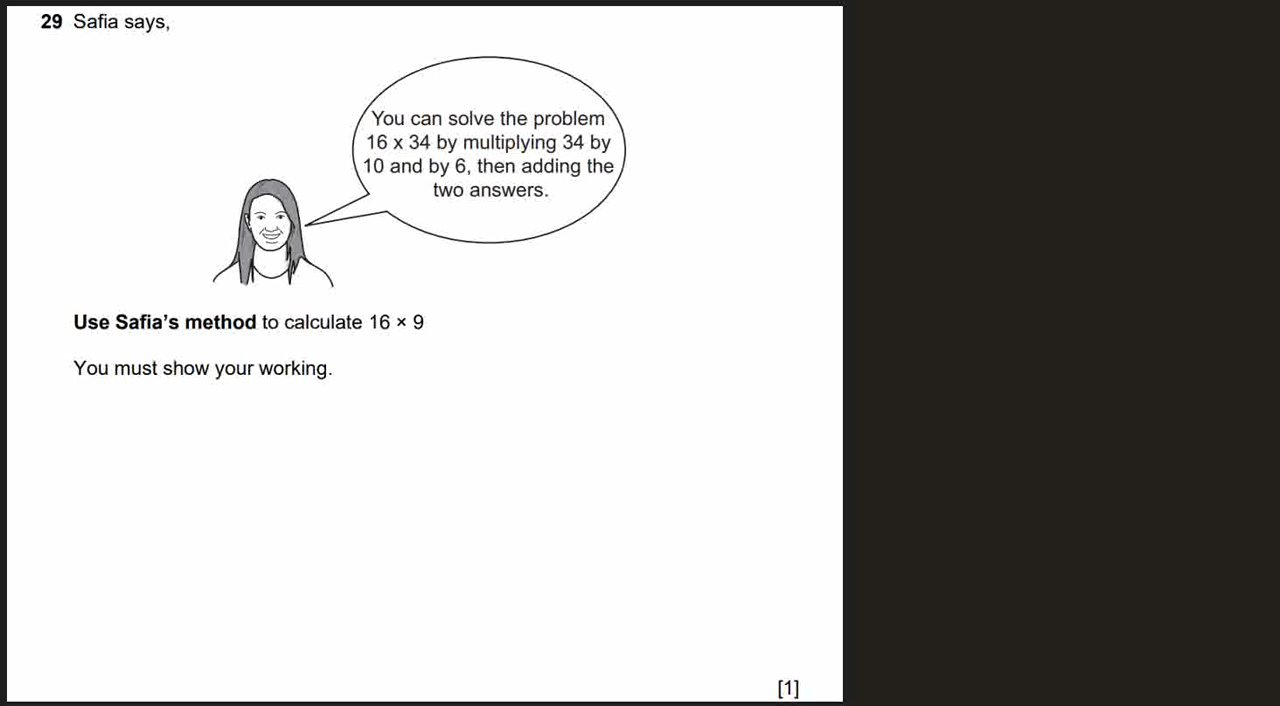 29 Safia says,
You can solve the problem
16 x 34 by multiplying 34 by
10 and by 6, then adding the
two answers.
Use Safia’s method to calculate 16 × 9
You must show your working.
[1]